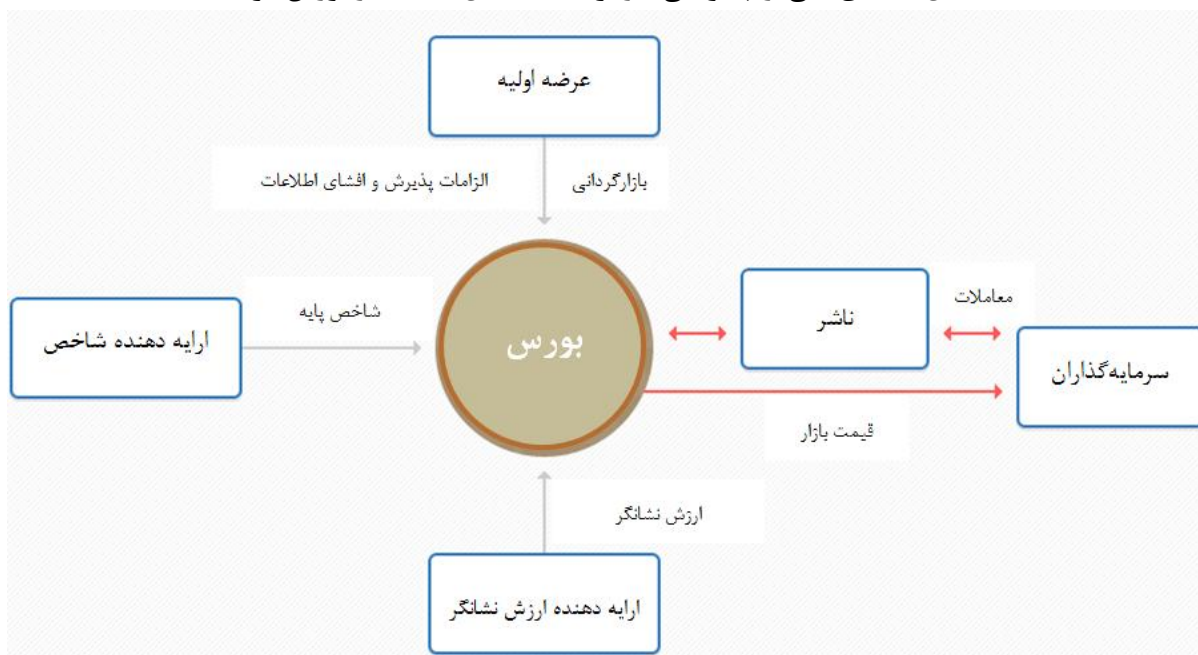 عرضه اولیه
الزامات پذیرش و افشای اطلاعات
بازارگردانی
ارایه دهنده شاخص
شاخص پایه
بورس
ناشر
معاملات
سرمایه‌گذاران
قیمت بازار
ارزش نشانگر
ارایه دهنده ارزش نشانگر